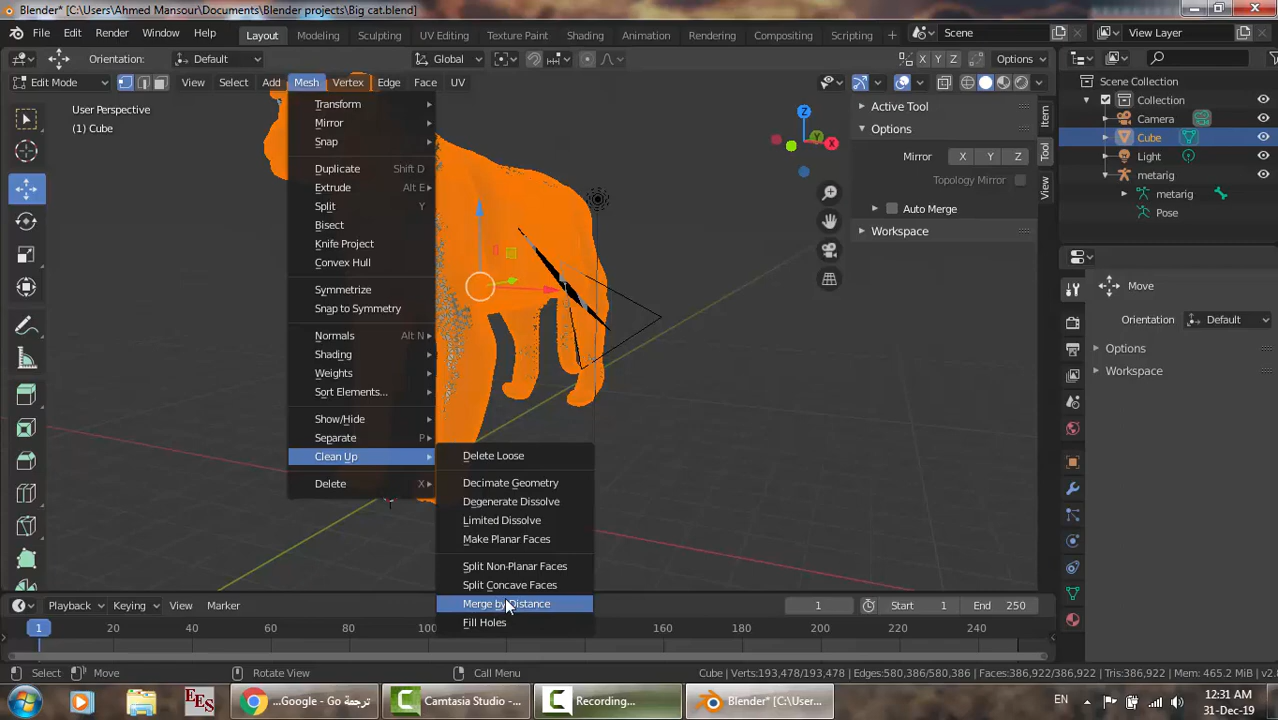 Blender* [C:\Users\Ahmed Mansour\Documents\Blender projects\Big cat.blend]
File Edit Render Window Help Layout Modeling Sculpting UV Editing Texture Paint Shading Animation Rendering Compositing Scripting + Scene View Layer
Orientation: Default Global X Y Z Options
Edit Mode View Select Add Mesh Vertex Edge Face UV
User Perspective
(1) Cube
Transform
Mirror
Snap
Duplicate Shift D
Extrude Alt E
Split Y
Bisect
Knife Project
Convex Hull
Symmetrize
Snap to Symmetry
Normals Alt N
Shading
Weights
Sort Elements...
Show/Hide
Separate P
Clean Up
Delete X
Delete Loose
Decimate Geometry
Degenerate Dissolve
Limited Dissolve
Make Planar Faces
Split Non-Planar Faces
Split Concave Faces
Merge by Distance
Fill Holes
Z Y X
Active Tool
Options
Mirror X Y Z
Topology Mirror
Auto Merge
Workspace
Item
Tool
View
Scene Collection
Collection
Camera
Cube
Light
metarig
metarig
Pose
Move
Orientation: Default
Options
Workspace
Playback Keying View Marker 1 Start 1 End 250
1 20 40 60 80 100 120 140 160 180 200 220 240
Select Move Rotate View Call Menu Cube | Verts:193,478/193,478 | Edges:580,386/580,386 | Faces:386,922/386,922 | Tris:386,922 | Mem: 465.2 MiB | v2.8
EES ...Google - Go ترجمة Camtasia Studio - ... Recording... Blender* [C:\User... EN 12:31 AM
31-Dec-19